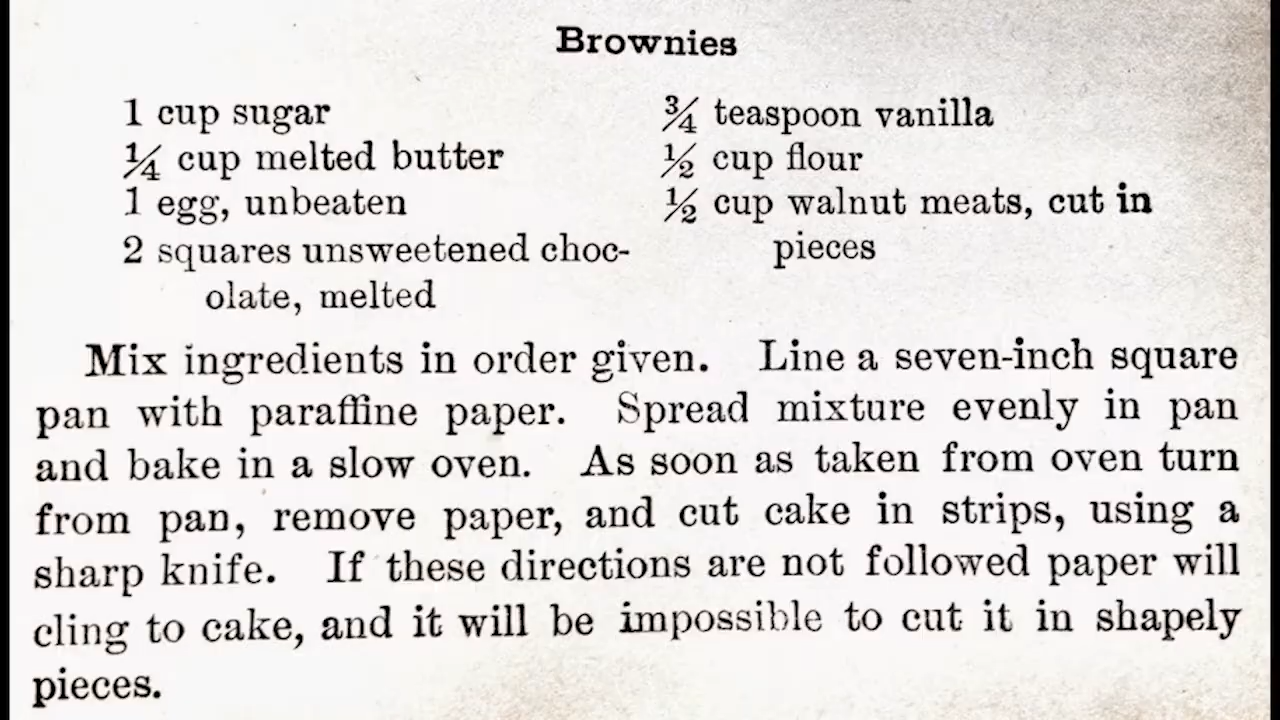 Brownies
1 cup sugar
¼ cup melted butter
1 egg, unbeaten
2 squares unsweetened choc-
olate, melted
¾ teaspoon vanilla
½ cup flour
½ cup walnut meats, cut in
pieces
Mix ingredients in order given. Line a seven-inch square
pan with paraffine paper. Spread mixture evenly in pan
and bake in a slow oven. As soon as taken from oven turn
from pan, remove paper, and cut cake in strips, using a
sharp knife. If these directions are not followed paper will
cling to cake, and it will be impossible to cut it in shapely
pieces.